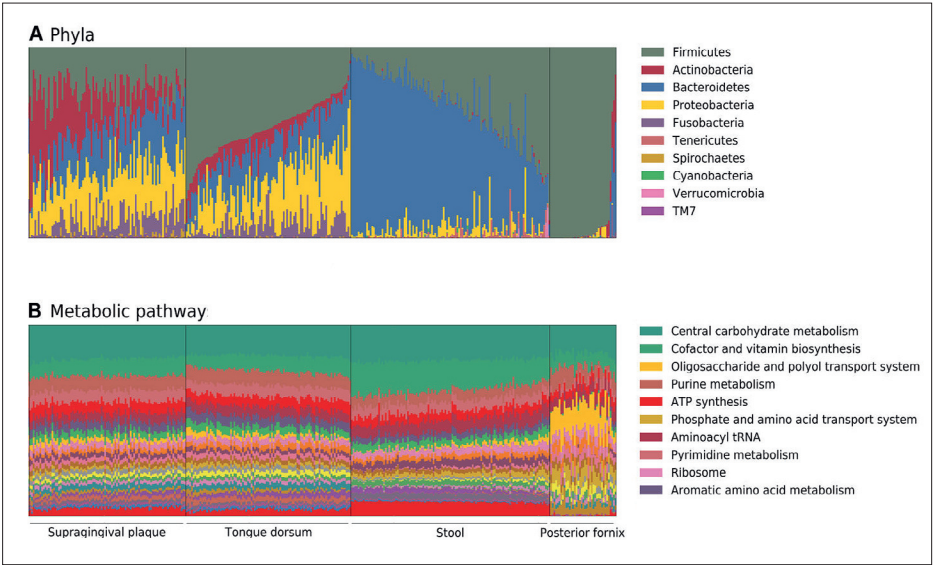 A Phyla
Firmicutes
Actinobacteria
Bacteroidetes
Proteobacteria
Fusobacteria
Tenericutes
Spirochaetes
Cyanobacteria
Verrucomicrobia
TM7
B Metabolic pathway
Central carbohydrate metabolism
Cofactor and vitamin biosynthesis
Oligosaccharide and polyol transport system
Purine metabolism
ATP synthesis
Phosphate and amino acid transport system
Aminoacyl tRNA
Pyrimidine metabolism
Ribosome
Aromatic amino acid metabolism
Supragingival plaque Tongue dorsum Stool Posterior fornix